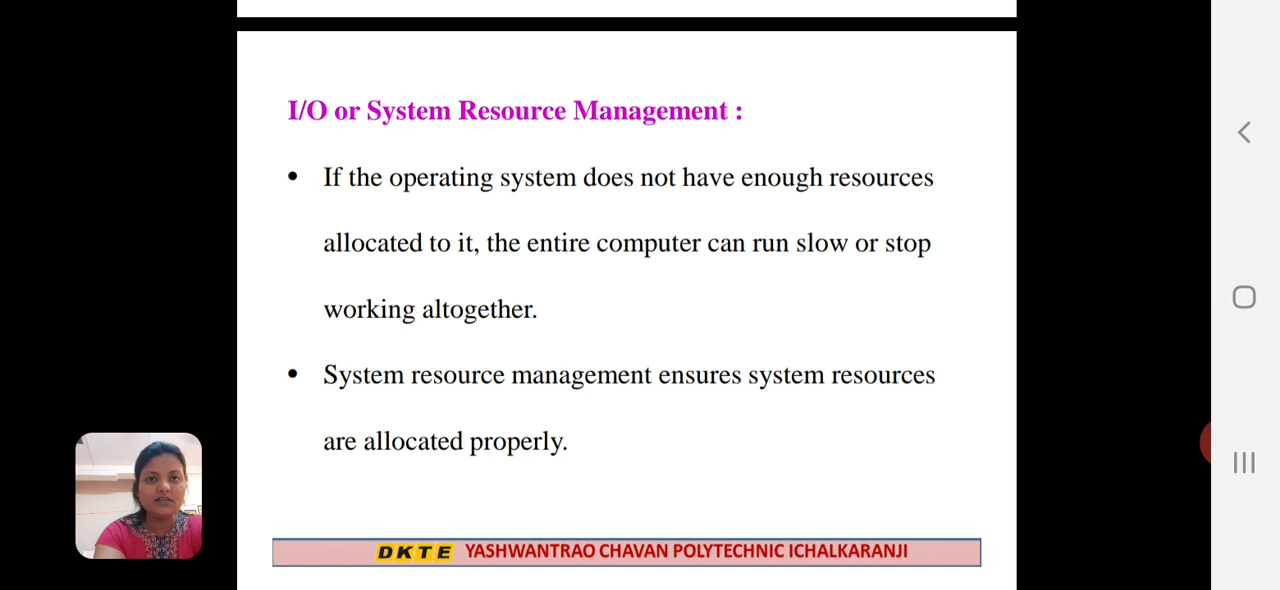 I/O or System Resource Management :
• If the operating system does not have enough resources
allocated to it, the entire computer can run slow or stop
working altogether.
• System resource management ensures system resources
are allocated properly.
DKTE YASHWANTRAO CHAVAN POLYTECHNIC ICHALKARANJI